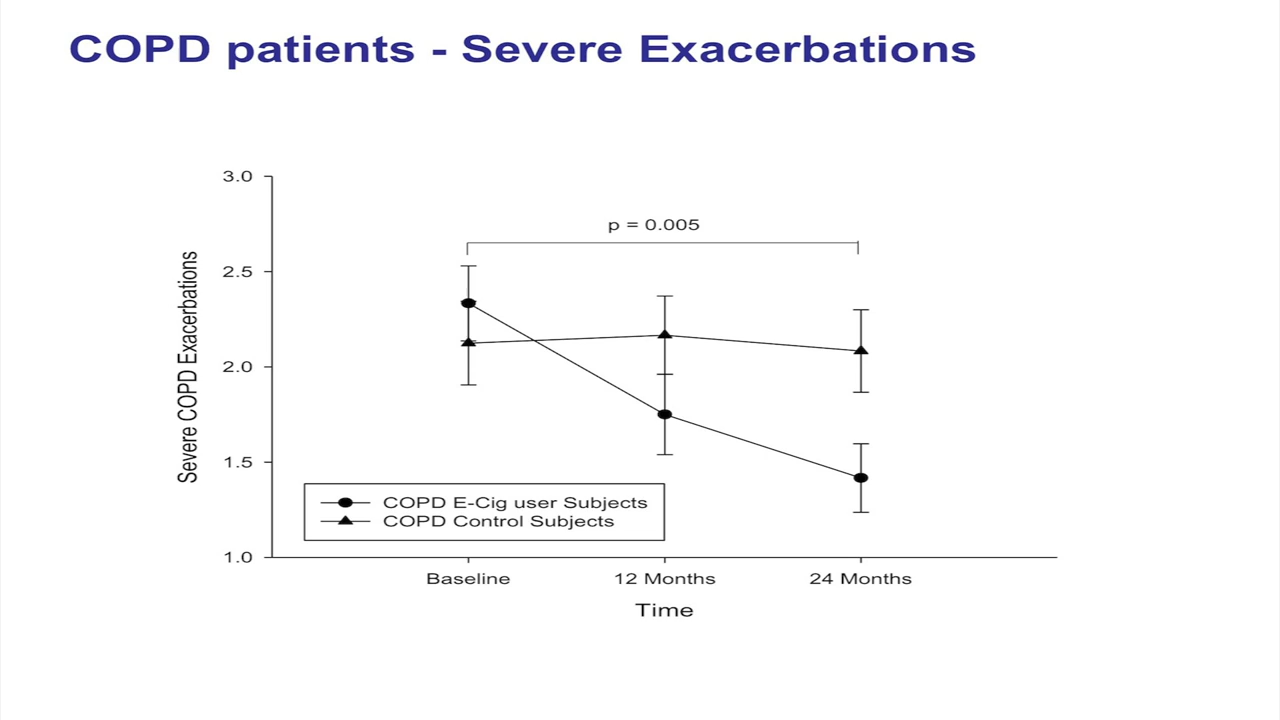 COPD patients - Severe Exacerbations
3.0
p = 0.005
2.5
2.0
1.5
1.0
Severe COPD Exacerbations
COPD E-Cig user Subjects
COPD Control Subjects
Baseline
12 Months
24 Months
Time